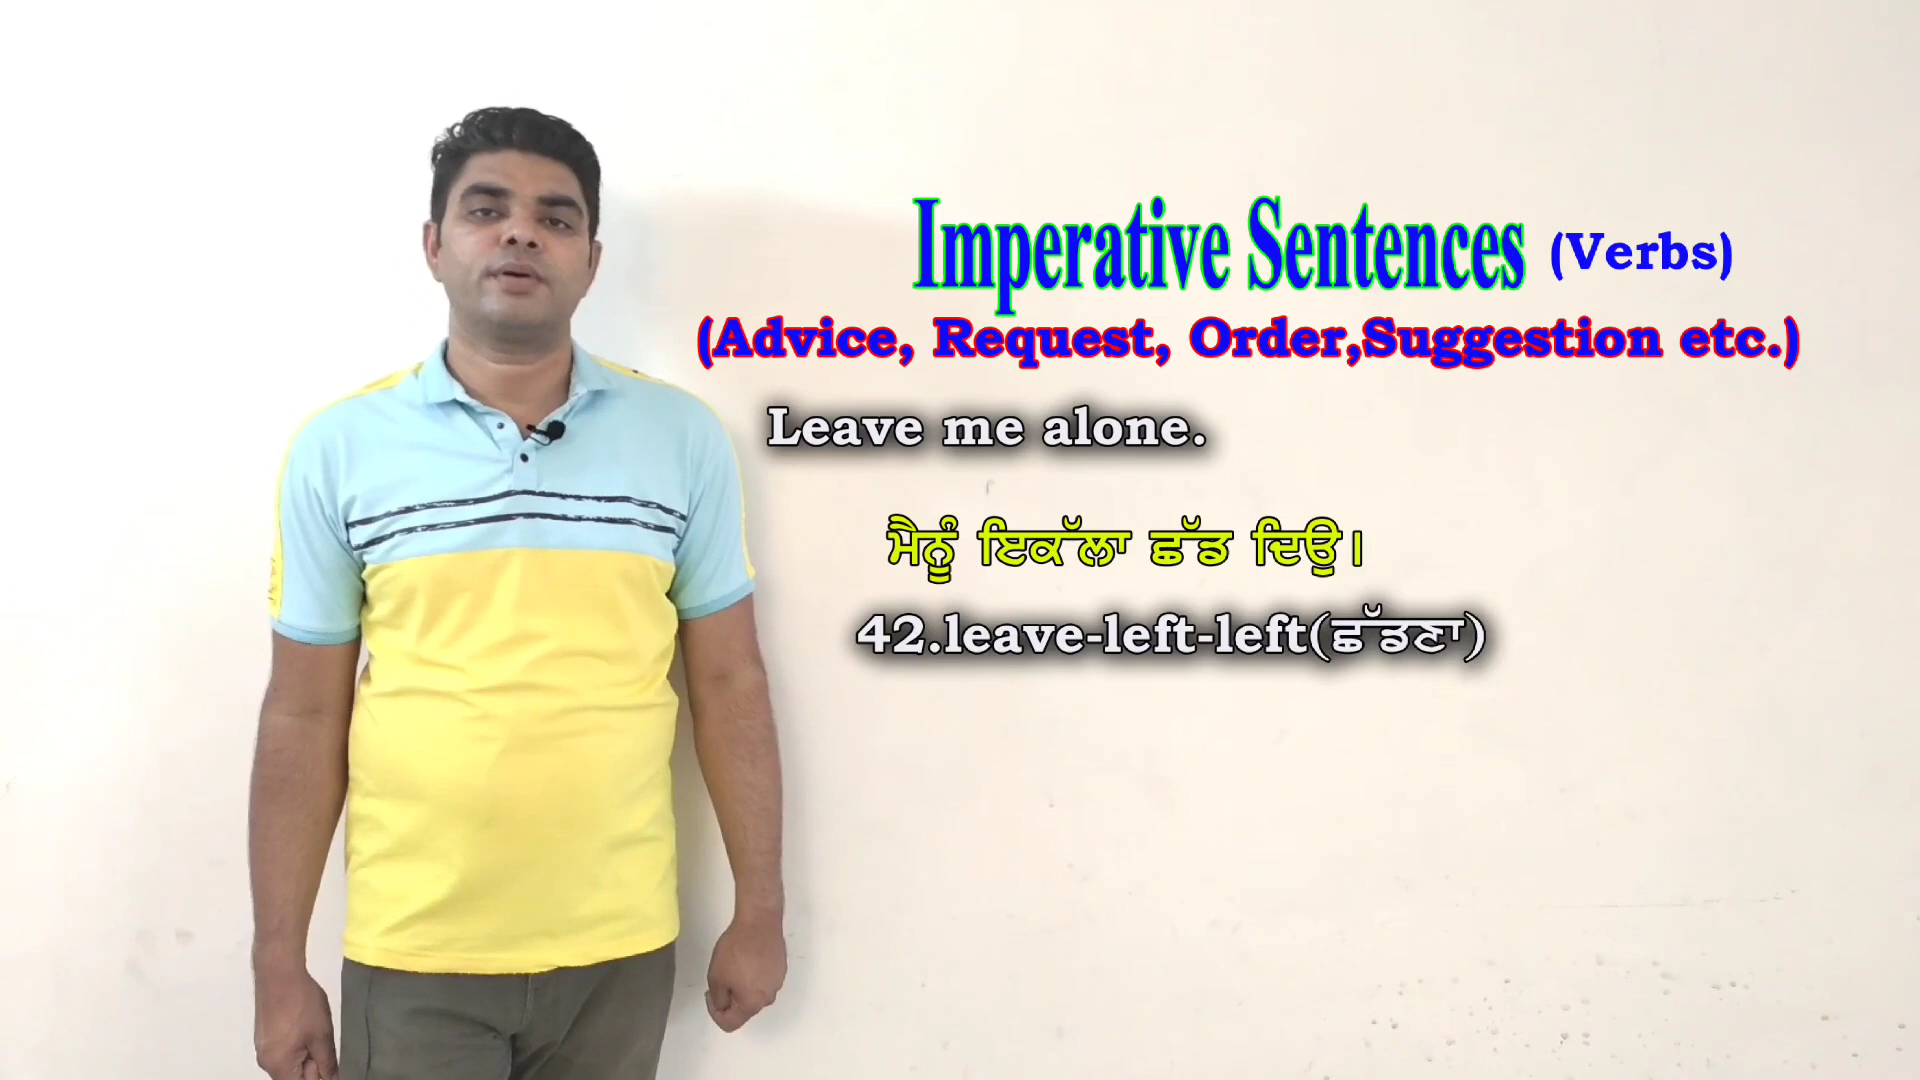 Imperative Sentences (Verbs)
(Advice, Request, Order,Suggestion etc.)
Leave me alone.
ਮੈਨੂੰ ਇਕੱਲਾ ਛੱਡ ਦਿਉ।
42.leave-left-left(ਛੱਡਣਾ)